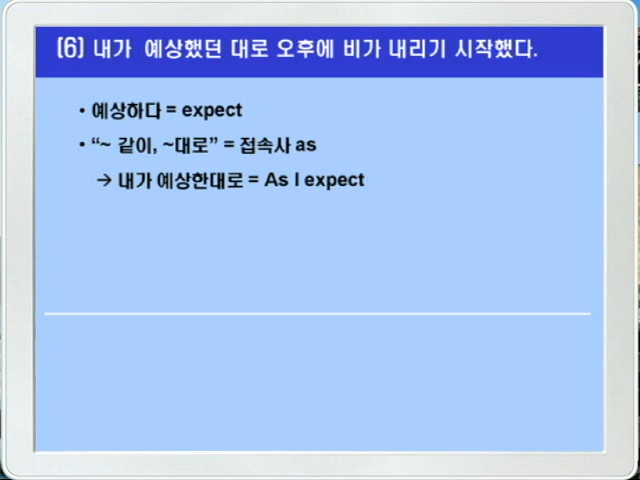 (6) 내가 예상했던 대로 오후에 비가 내리기 시작했다.
• 예상하다 = expect
• “~ 같이, ~대로” = 접속사 as
→ 내가 예상한대로 = As I expect